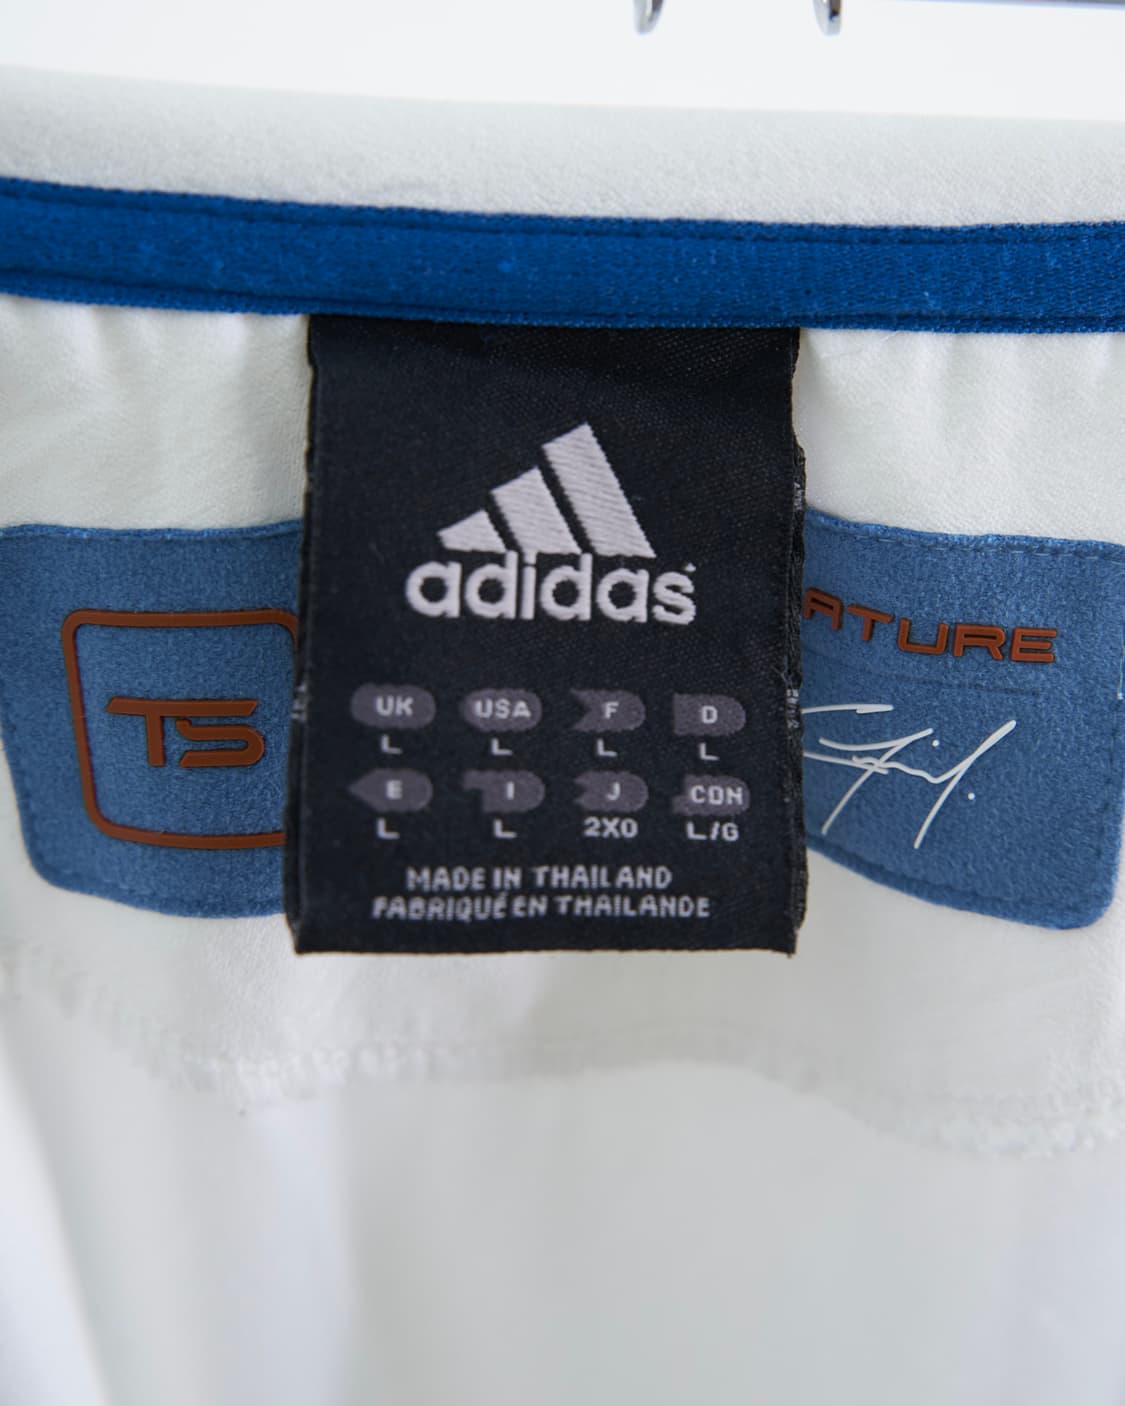 adidas
UK USA F D
L L L L
E I J CDN
L L 2XO L/G
MADE IN THAILAND
FABRIQUÉ EN THAILANDE
TS
ATURE